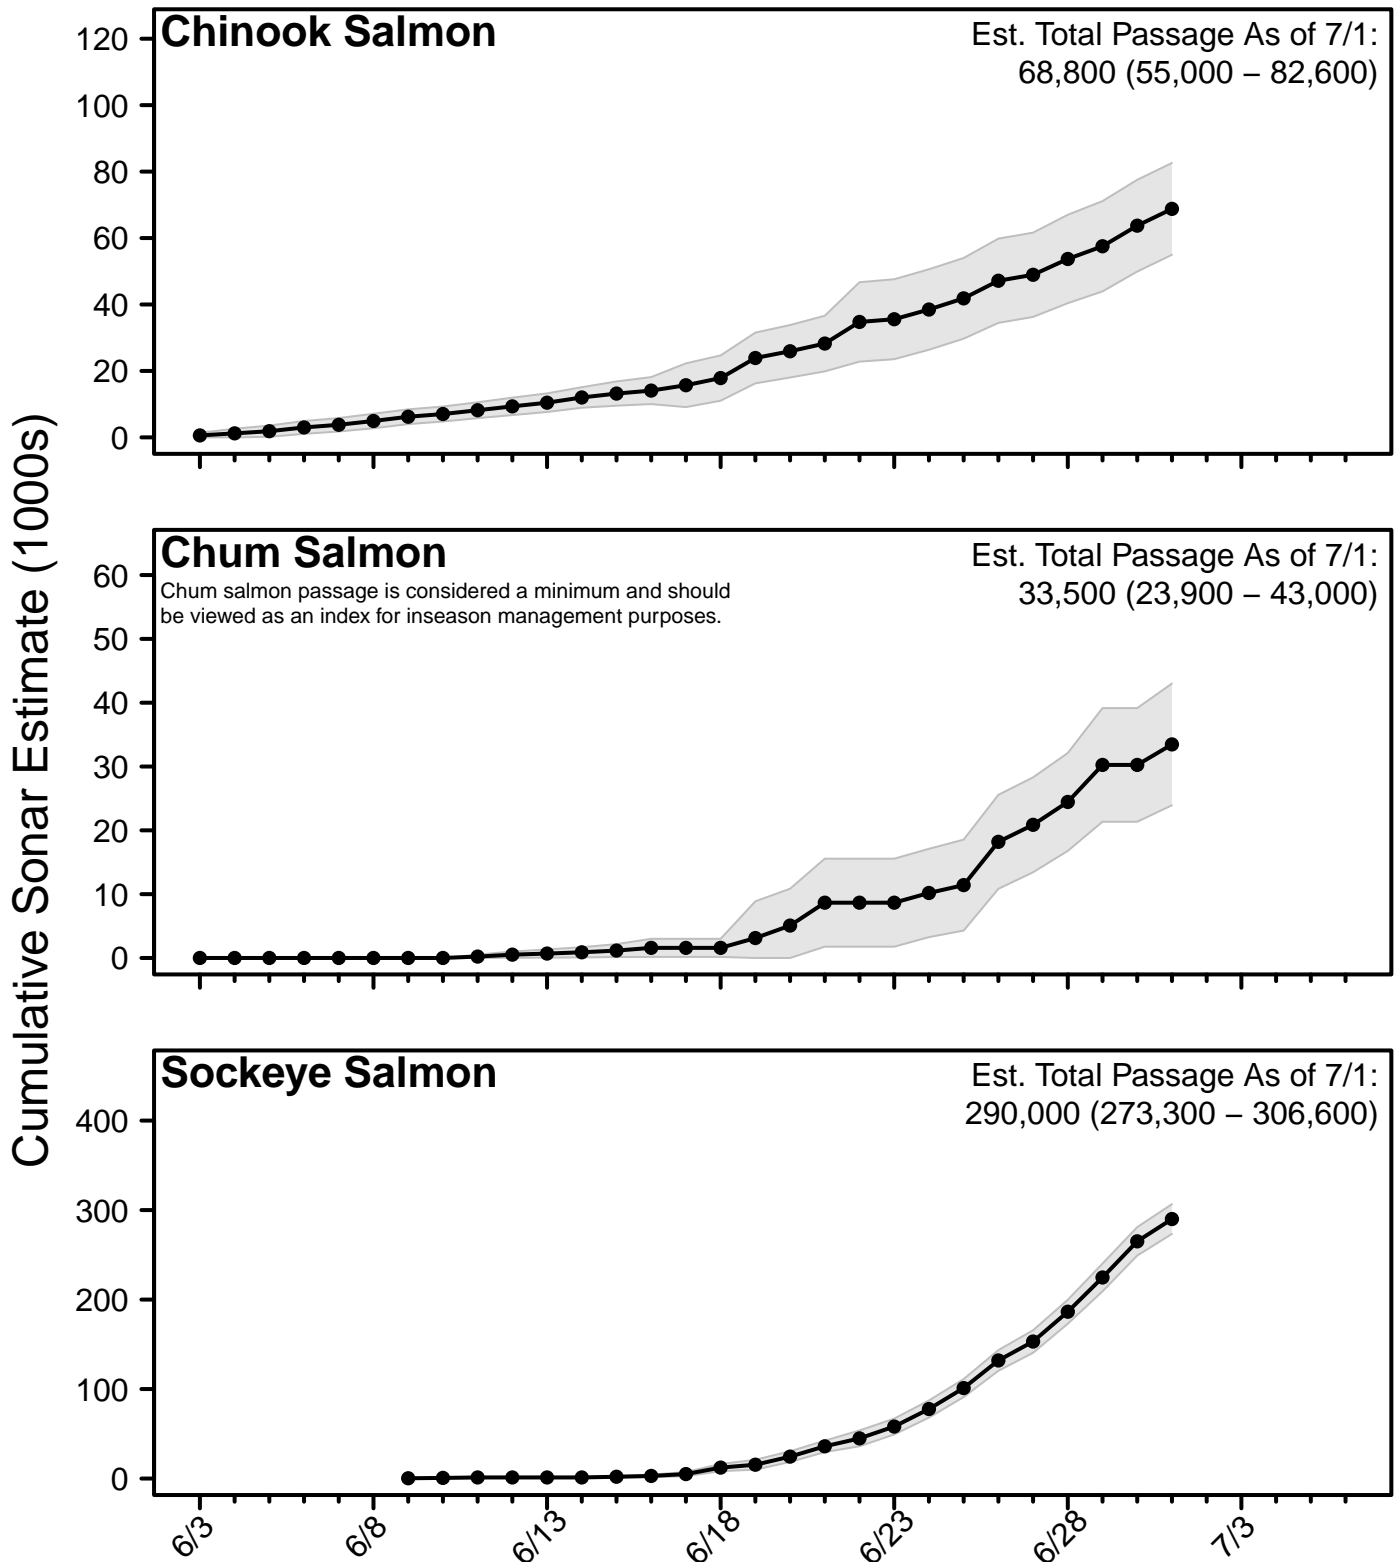 Cumulative Sonar Estimate (1000s)
Chinook Salmon
Est. Total Passage As of 7/1:
68,800 (55,000 − 82,600)
120
100
80
60
40
20
0
Chum Salmon
Chum salmon passage is considered a minimum and should
be viewed as an index for inseason management purposes.
Est. Total Passage As of 7/1:
33,500 (23,900 − 43,000)
60
50
40
30
20
10
0
Sockeye Salmon
Est. Total Passage As of 7/1:
290,000 (273,300 − 306,600)
400
300
200
100
0
6/3 6/8 6/13 6/18 6/23 6/28 7/3